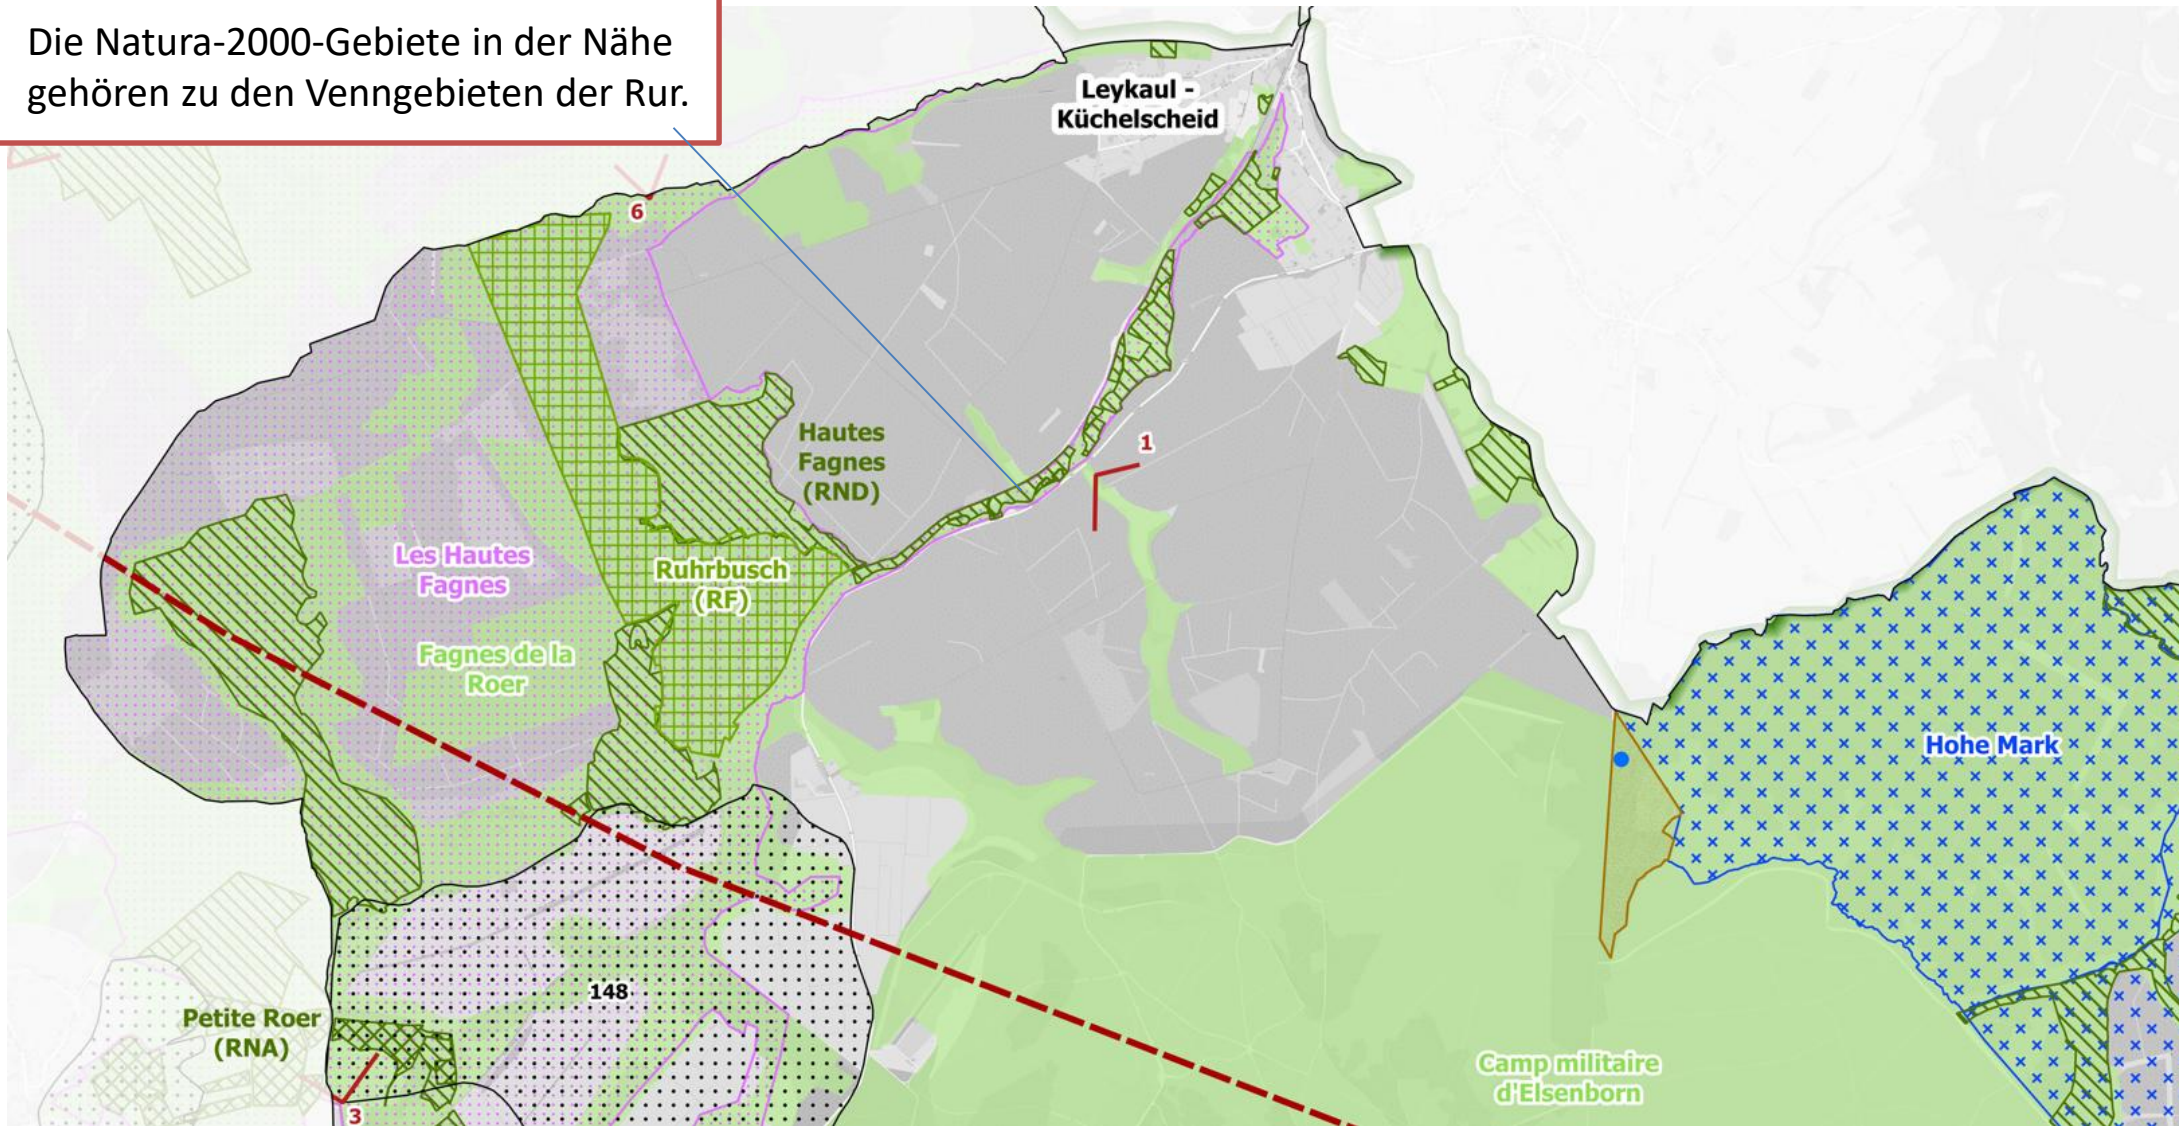 Die Natura-2000-Gebiete in der Nähe
gehören zu den Venngebieten der Rur.
Leykaul -
Küchelscheid
6
Hautes
Fagnes
(RND)
1
Les Hautes
Fagnes
Ruhrbusch
(RF)
Fagnes de la
Roer
Hohe Mark
148
Petite Roer
(RNA)
Camp militaire
d'Elsenborn
3